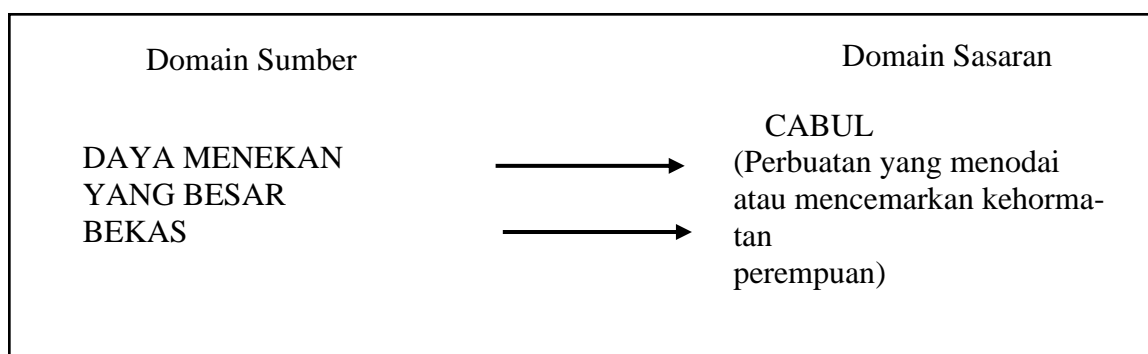 Domain Sumber
Domain Sasaran
DAYA MENEKAN
YANG BESAR
BEKAS
CABUL
(Perbuatan yang menodai
atau mencemarkan kehorma-
tan
perempuan)